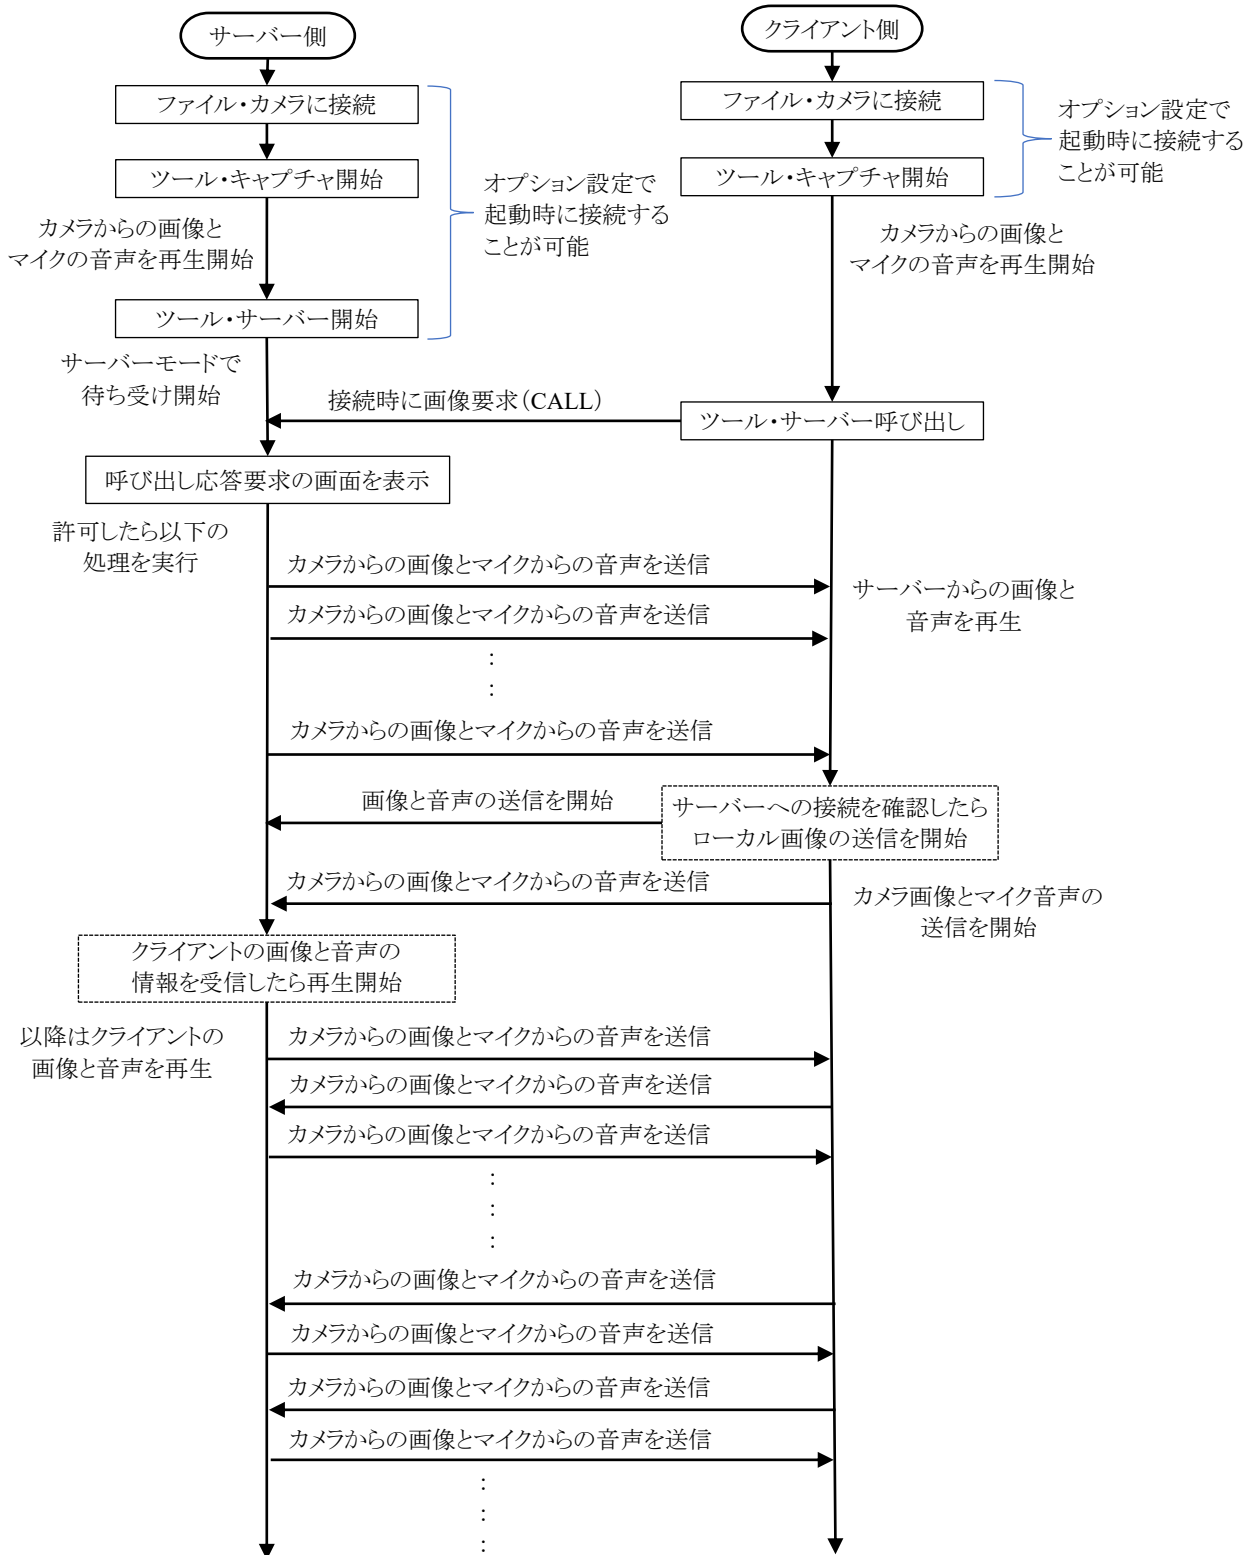 サーバー側
クライアント側
ファイル・カメラに接続
ファイル・カメラに接続
オプション設定で
起動時に接続する
ことが可能
ツール・キャプチャ開始
ツール・キャプチャ開始
オプション設定で
起動時に接続する
ことが可能
カメラからの画像と
マイクの音声を再生開始
カメラからの画像と
マイクの音声を再生開始
ツール・サーバー開始
サーバーモードで
待ち受け開始
接続時に画像要求(CALL)
ツール・サーバー呼び出し
呼び出し応答要求の画面を表示
許可したら以下の
処理を実行
カメラからの画像とマイクからの音声を送信
サーバーからの画像と
音声を再生
カメラからの画像とマイクからの音声を送信
:
:
カメラからの画像とマイクからの音声を送信
画像と音声の送信を開始
サーバーへの接続を確認したら
ローカル画像の送信を開始
カメラからの画像とマイクからの音声を送信
カメラ画像とマイク音声の
送信を開始
クライアントの画像と音声の
情報を受信したら再生開始
以降はクライアントの
画像と音声を再生
カメラからの画像とマイクからの音声を送信
カメラからの画像とマイクからの音声を送信
カメラからの画像とマイクからの音声を送信
:
:
:
カメラからの画像とマイクからの音声を送信
カメラからの画像とマイクからの音声を送信
カメラからの画像とマイクからの音声を送信
カメラからの画像とマイクからの音声を送信
:
:
: